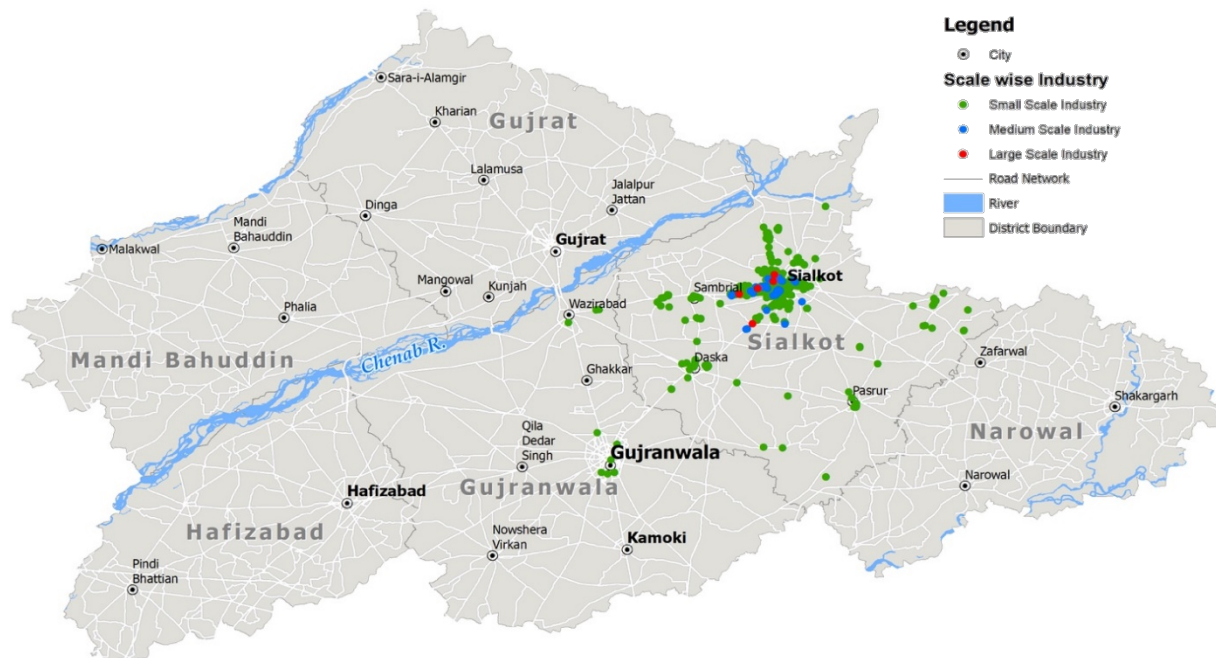 Legend
City
Scale wise Industry
Small Scale Industry
Medium Scale Industry
Large Scale Industry
Road Network
River
District Boundary
Sara-i-Alamgir
Kharian
Gujrat
Lalamusa
Jalalpur
Jattan
Dinga
Mandi
Bahauddin
Malakwal
Gujrat
Mangowal
Kunjah
Sambrial
Sialkot
Phalia
Wazirabad
Sialkot
Mandi Bahuddin
Chenab R.
Daska
Zafarwal
Ghakkar
Pasrur
Shakargarh
Narowal
Qila
Dedar
Singh
Gujranwala
Gujranwala
Narowal
Hafizabad
Hafizabad
Nowshera
Virkan
Kamoki
Pindi
Bhattian